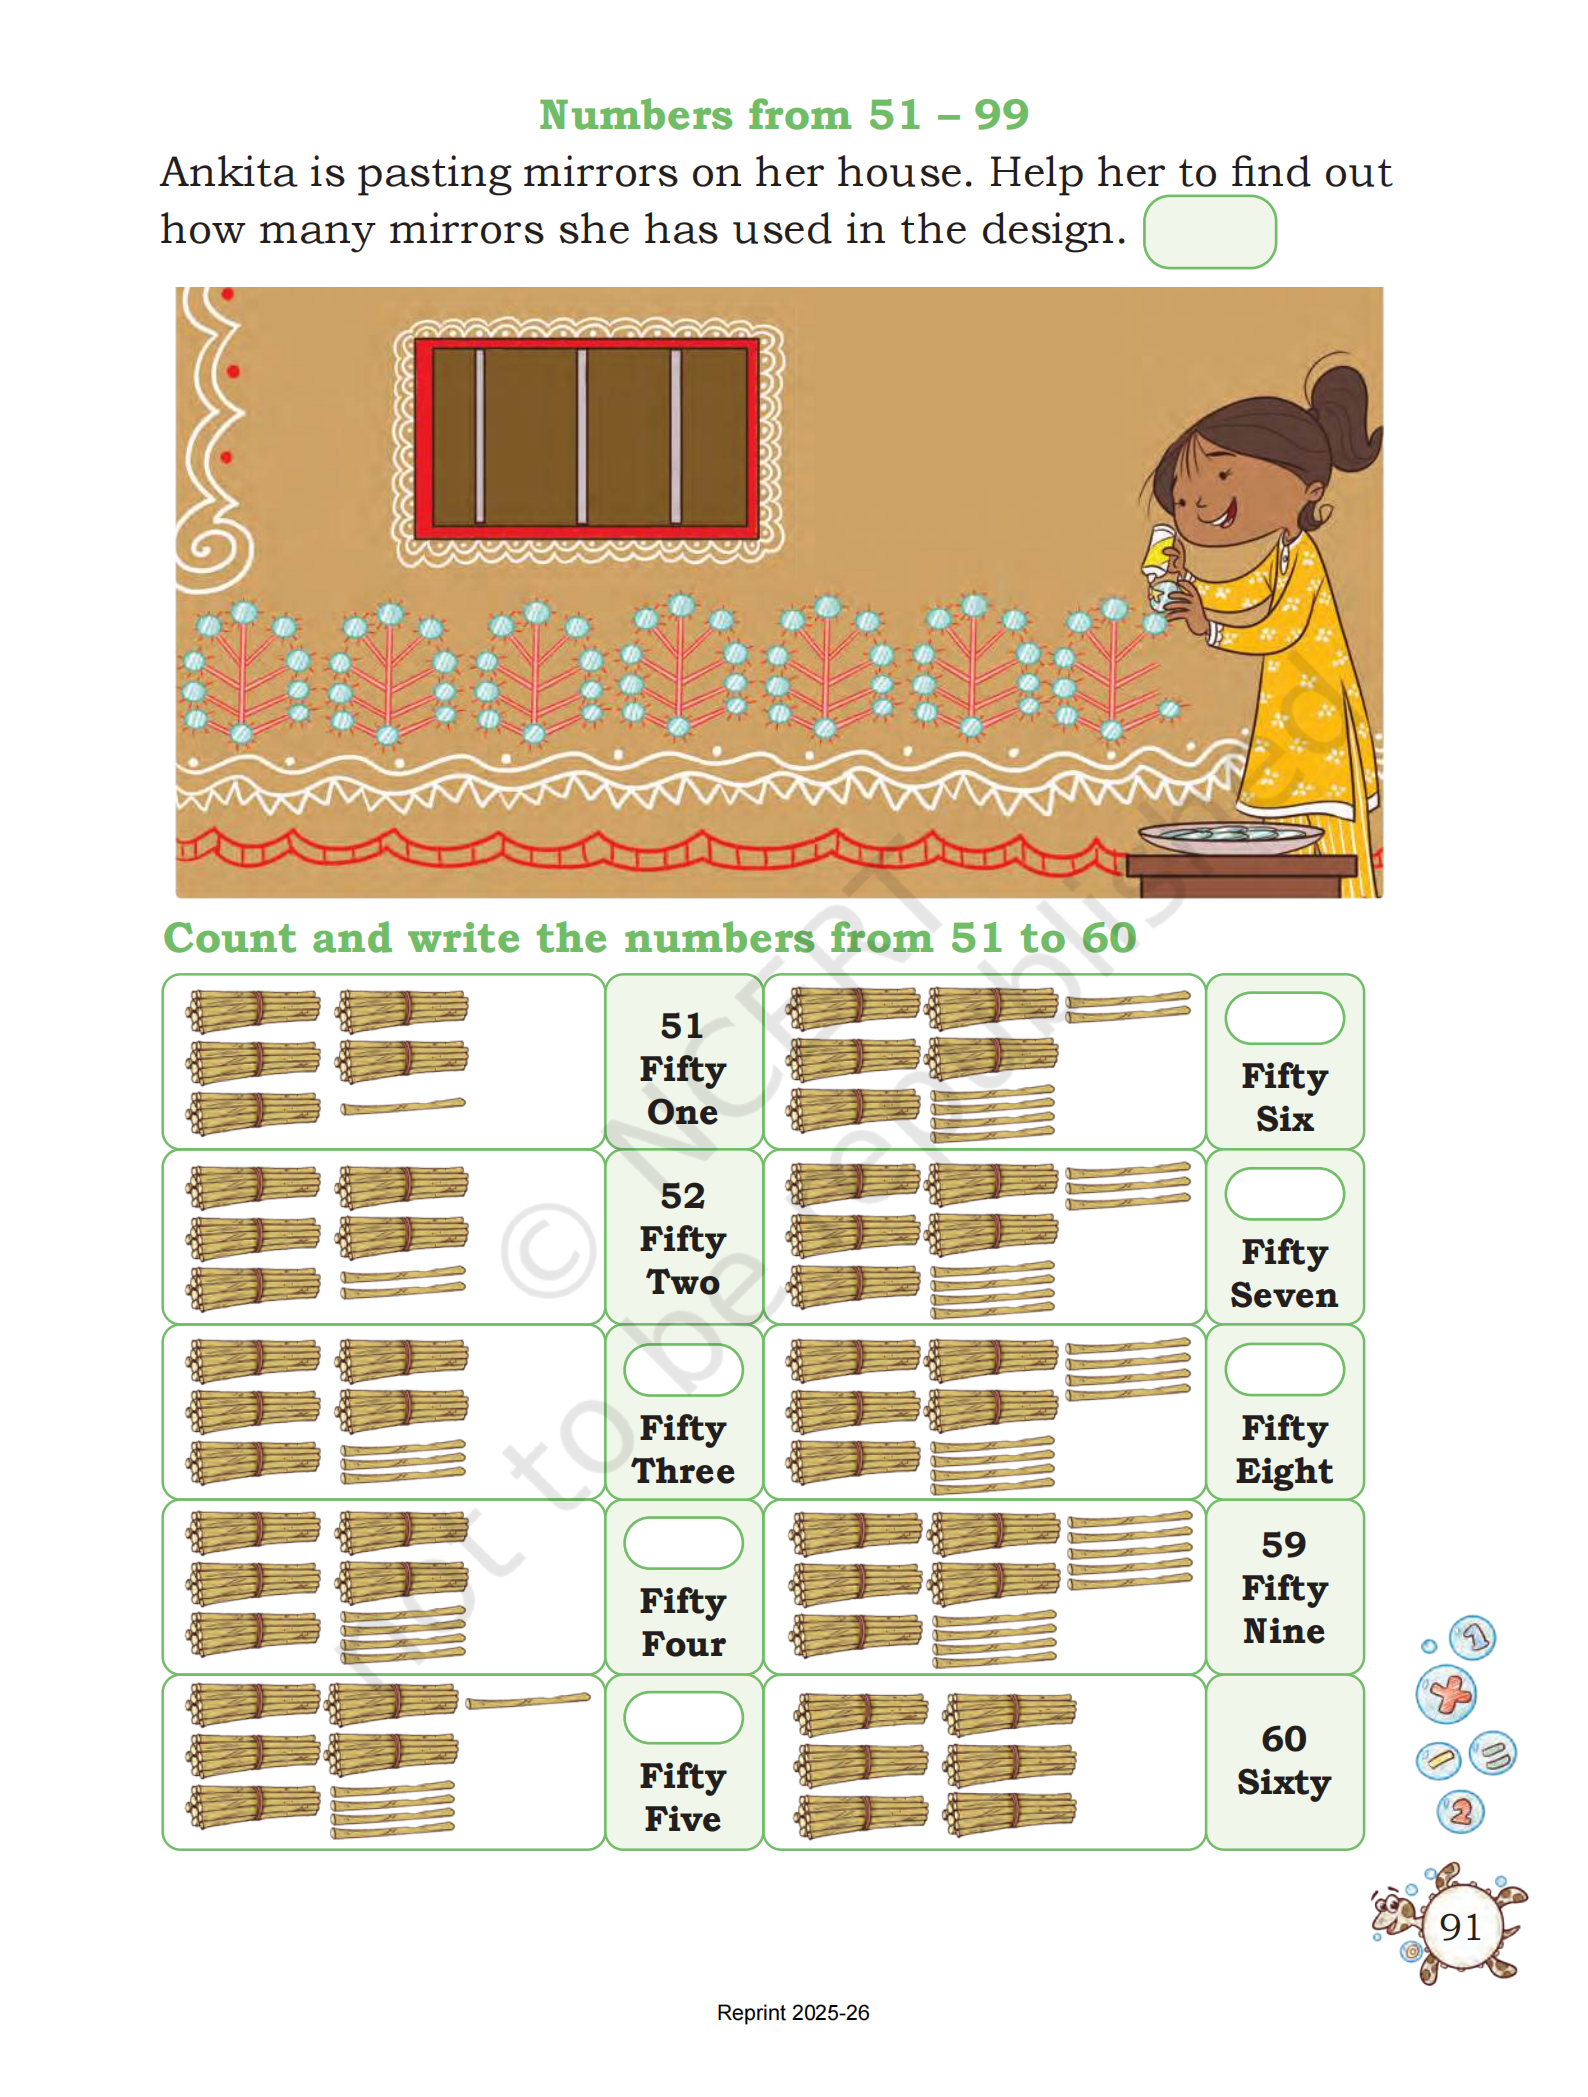 Numbers from 51 – 99
Ankita is pasting mirrors on her house. Help her to find out
how many mirrors she has used in the design.
Count and write the numbers from 51 to 60
51
Fifty
One
Fifty
Six
52
Fifty
Two
Fifty
Seven
Fifty
Three
Fifty
Eight
Fifty
Four
59
Fifty
Nine
Fifty
Five
60
Sixty
© NCERT
not to be republished
1
2
91
Reprint 2025-26